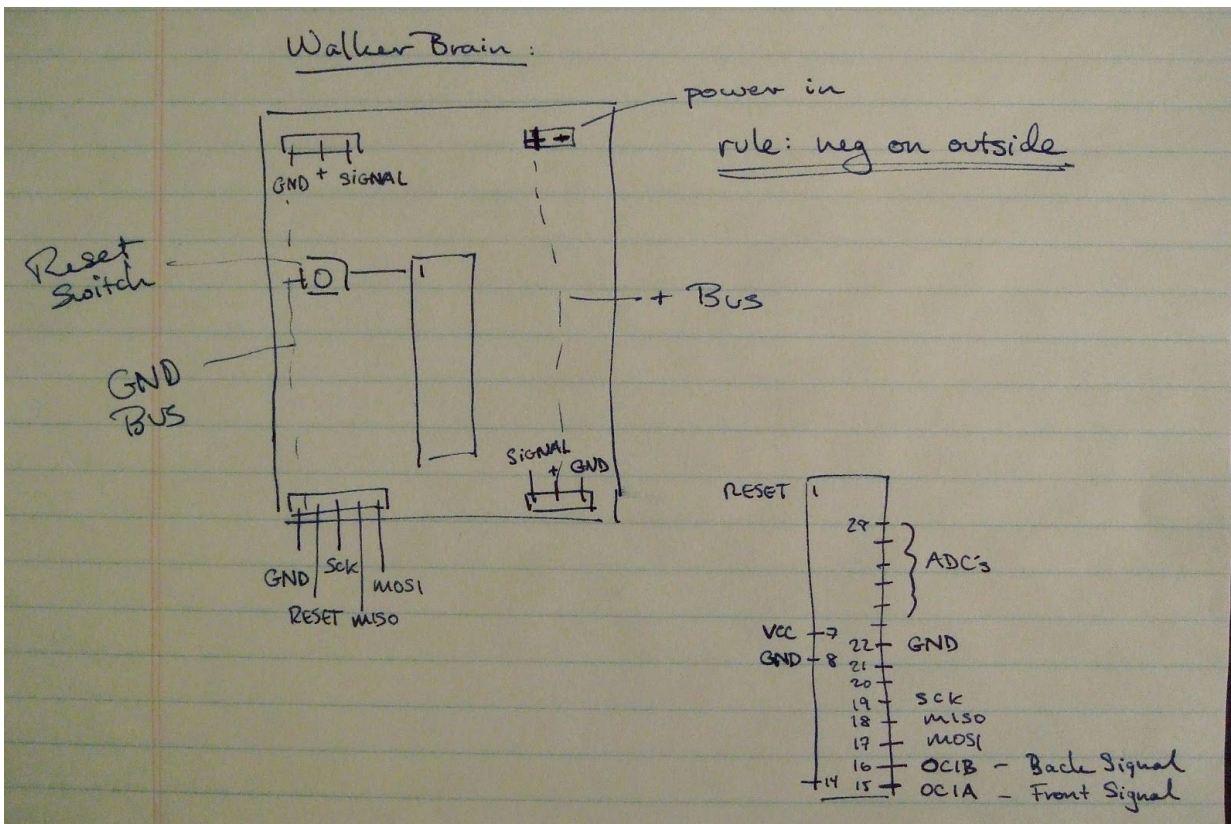 Walker Brain :
power in
+ -
rule: neg on outside
GND + SIGNAL
Reset
Switch
1
+ Bus
GND
BUS
SIGNAL
+ GND
GND SCK MOSI
RESET MISO
RESET 1
28
ADC's
VCC 7
22 GND
GND 8 21
20
19 SCK
18 MISO
17 MOSI
16 OC1B - Back Signal
14 15 OC1A - Front Signal